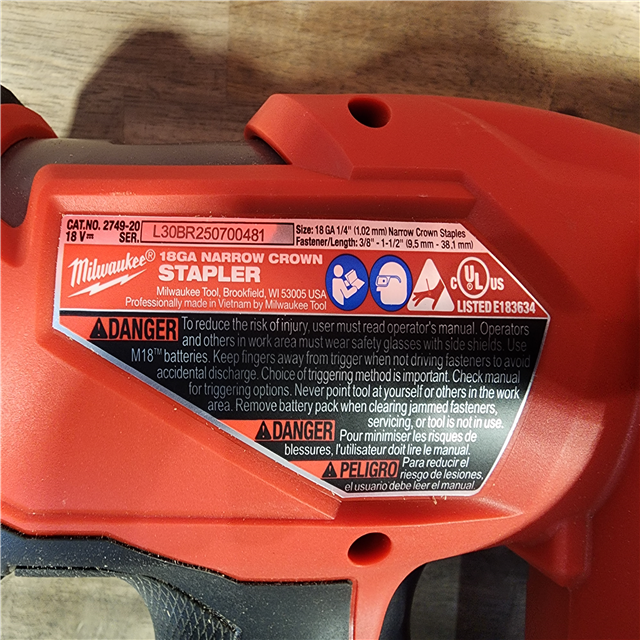 CAT.NO. 2749-20
18 V⎓ SER. L30BR250700481
Size: 18 GA 1/4" (1,02 mm) Narrow Crown Staples
Fastener/Length: 3/8" - 1-1/2" (9,5 mm - 38,1 mm)
Milwaukee®
18GA NARROW CROWN
STAPLER
Milwaukee Tool, Brookfield, WI 53005 USA
Professionally made in Vietnam by Milwaukee Tool
C UL US
LISTED E183634
DANGER To reduce the risk of injury, user must read operator's manual. Operators
and others in work area must wear safety glasses with side shields. Use
M18™ batteries. Keep fingers away from trigger when not driving fasteners to avoid
accidental discharge. Choice of triggering method is important. Check manual
for triggering options. Never point tool at yourself or others in the work
area. Remove battery pack when clearing jammed fasteners,
servicing, or tool is not in use.
DANGER Pour minimiser les risques de
blessures, l'utilisateur doit lire le manuel.
PELIGRO Para reducir el
riesgo de lesiones,
el usuario debe leer el manual.